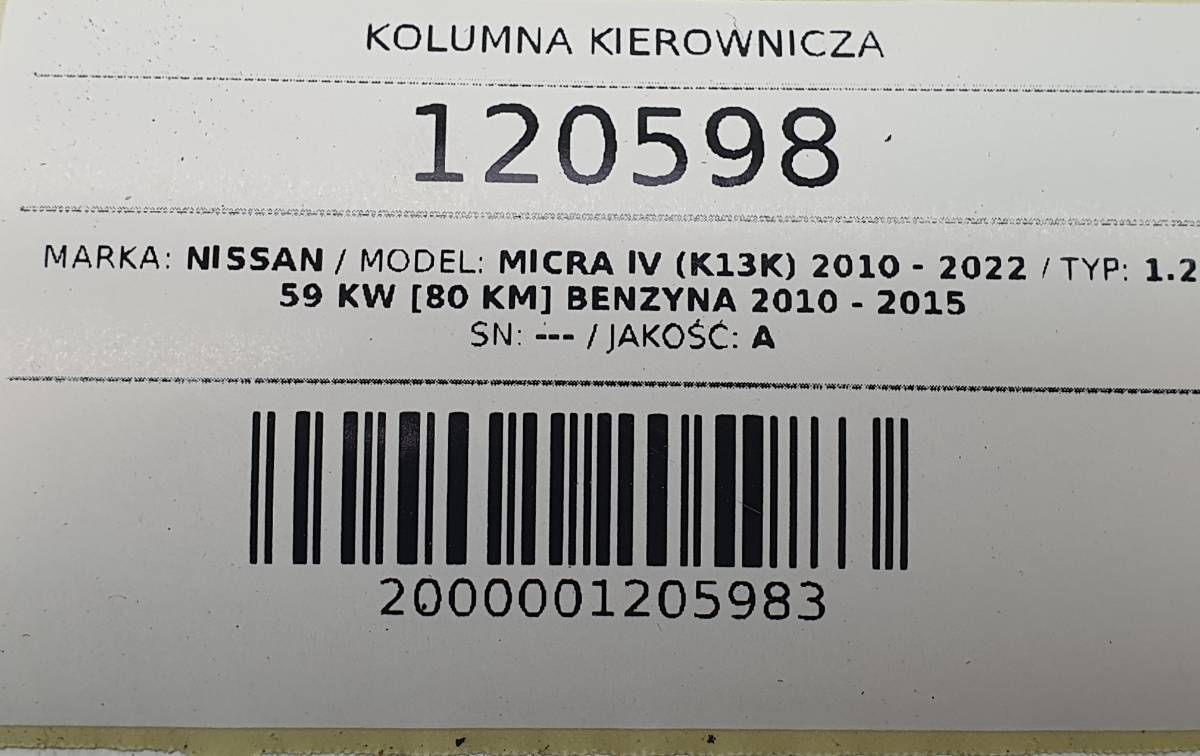 KOLUMNA KIEROWNICZA
120598
MARKA: NISSAN / MODEL: MICRA IV (K13K) 2010 - 2022 / TYP: 1.2
59 KW [80 KM] BENZYNA 2010 - 2015
SN: --- / JAKOŚĆ: A
2000001205983